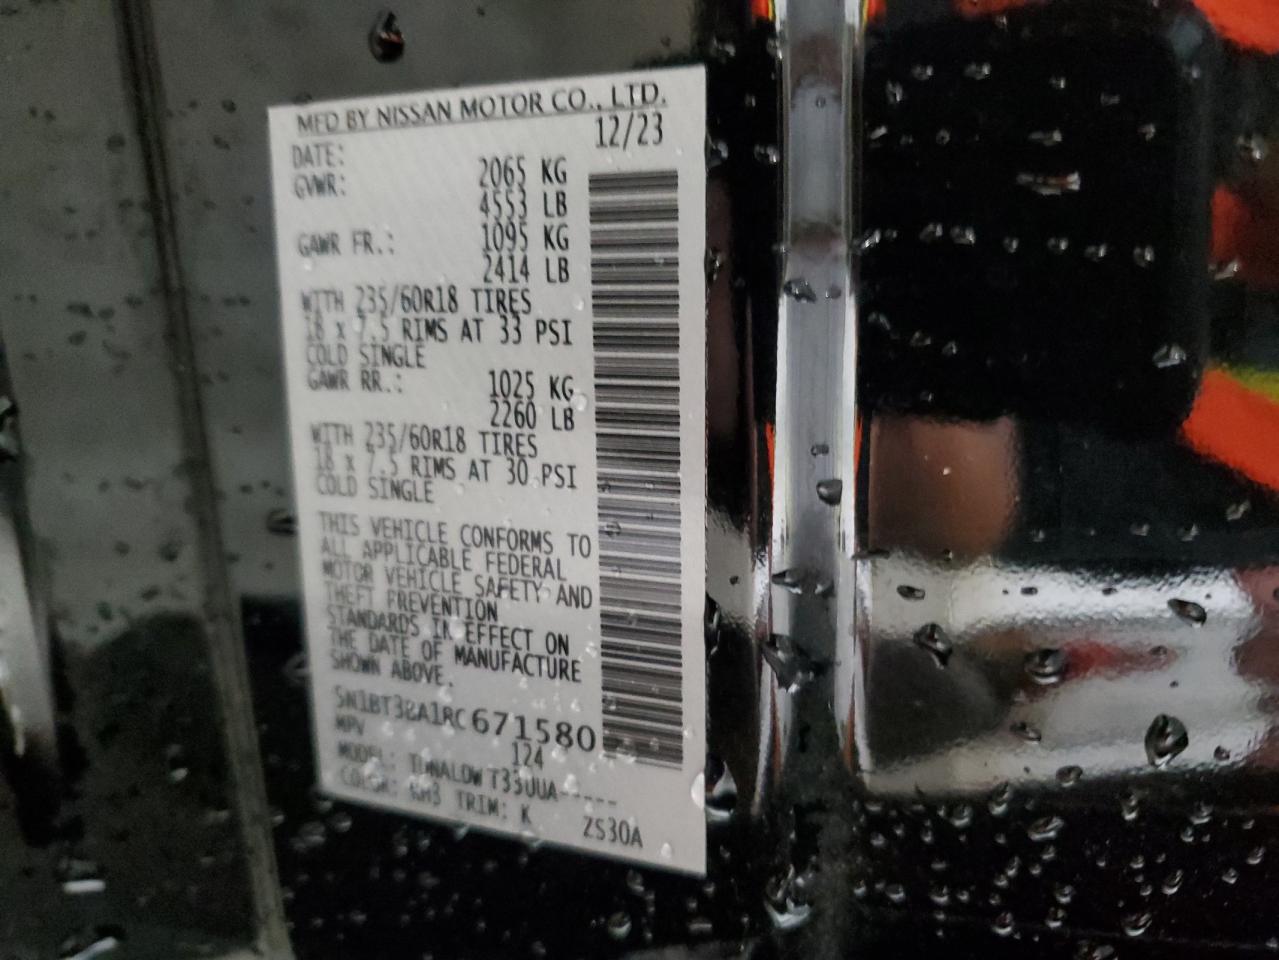 MFD BY NISSAN MOTOR CO., LTD.
DATE: 12/23
GVWR: 2065 KG
4553 LB
GAWR FR.: 1095 KG
2414 LB
WITH 235/60R18 TIRES
18 x 7.5 RIMS AT 33 PSI
COLD SINGLE
GAWR RR.: 1025 KG
2260 LB
WITH 235/60R18 TIRES
18 x 7.5 RIMS AT 30 PSI
COLD SINGLE
THIS VEHICLE CONFORMS TO
ALL APPLICABLE FEDERAL
MOTOR VEHICLE SAFETY AND
THEFT PREVENTION
STANDARDS IN EFFECT ON
THE DATE OF MANUFACTURE
SHOWN ABOVE.
5N1BT3BA1RC671580
MPV 124
MODEL: T33UUA-----
COLOR: KH3 TRIM: K ZS30A